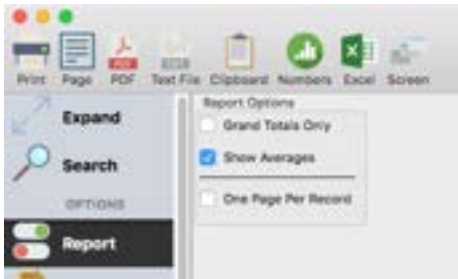 Print Page PDF Text File Clipboard Numbers Excel Screen
Expand
Search
OPTIONS
Report
Report Options
Grand Totals Only
Show Averages
One Page Per Record